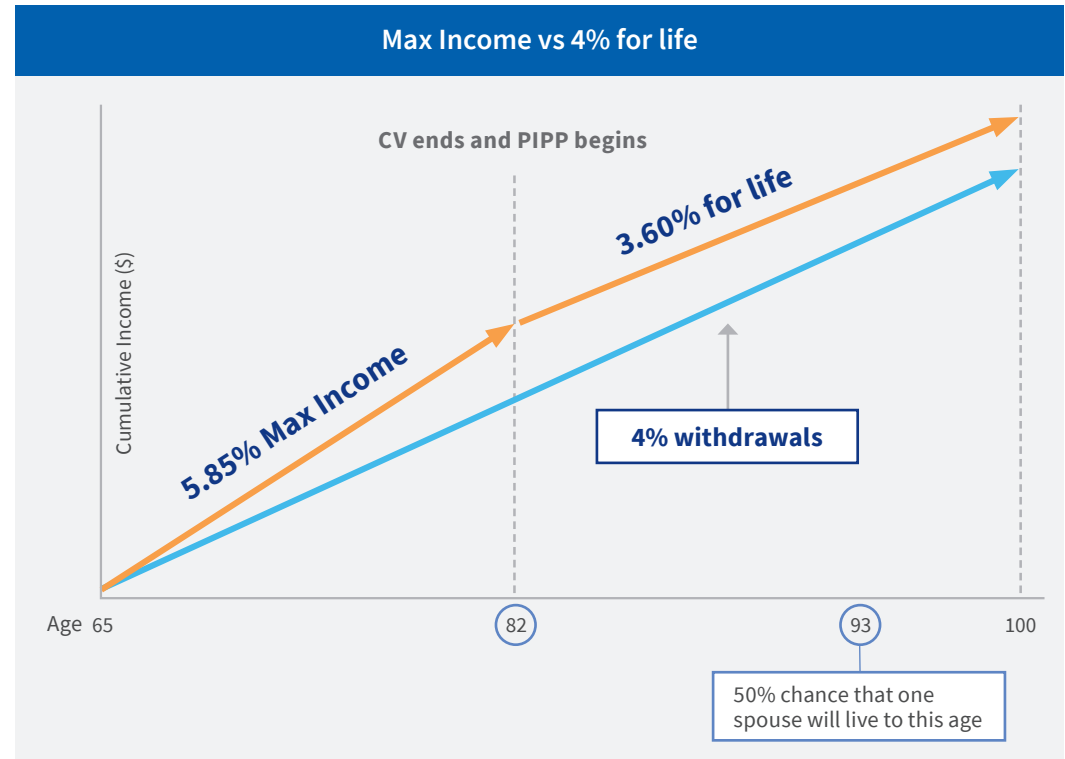 Max Income vs 4% for life
CV ends and PIPP begins
3.60% for life
Cumulative Income ($)
5.85% Max Income
4% withdrawals
Age 65 82 93 100
50% chance that one
spouse will live to this age